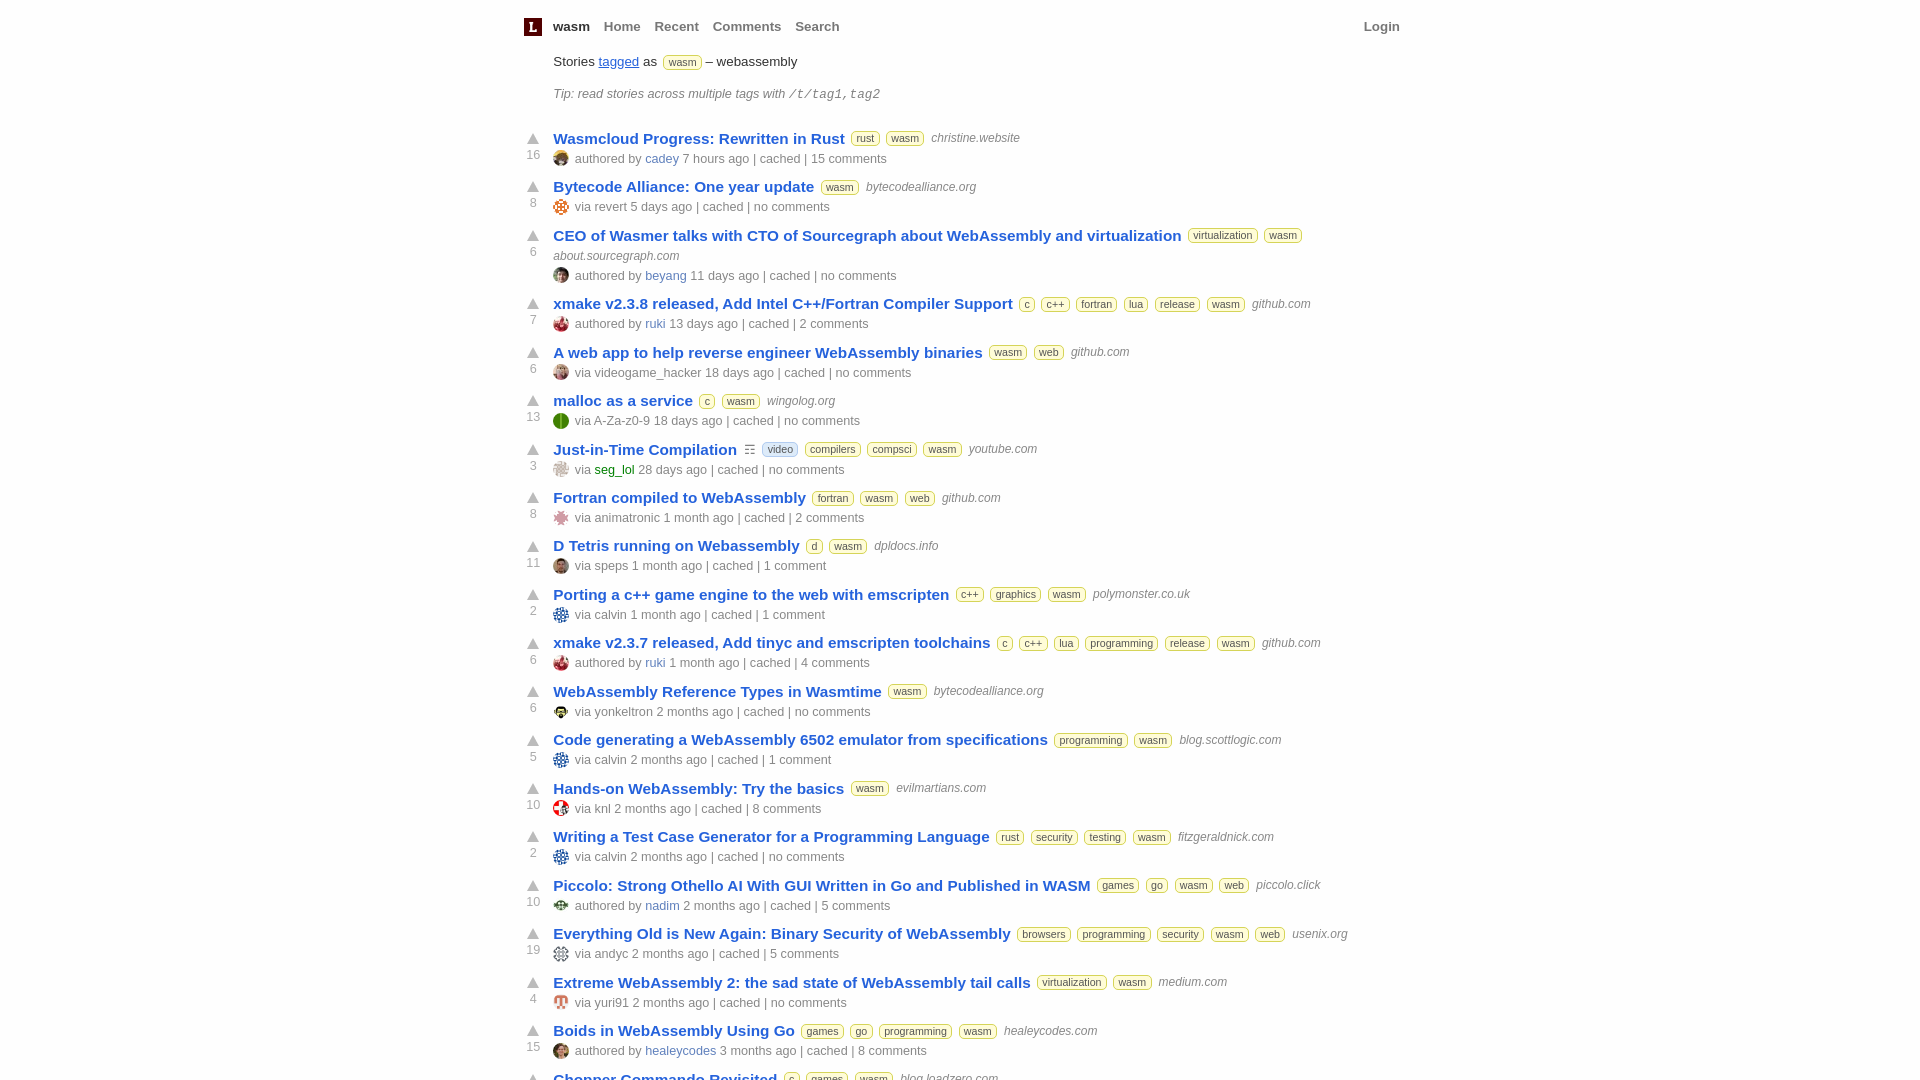 L wasm Home Recent Comments Search Login
Stories tagged as wasm – webassembly
Tip: read stories across multiple tags with /t/tag1,tag2
Wasmcloud Progress: Rewritten in Rust rust wasm christine.website
16 authored by cadey 7 hours ago | cached | 15 comments
Bytecode Alliance: One year update wasm bytecodealliance.org
8 via revert 5 days ago | cached | no comments
CEO of Wasmer talks with CTO of Sourcegraph about WebAssembly and virtualization virtualization wasm
6 about.sourcegraph.com
authored by beyang 11 days ago | cached | no comments
xmake v2.3.8 released, Add Intel C++/Fortran Compiler Support c c++ fortran lua release wasm github.com
7 authored by ruki 13 days ago | cached | 2 comments
A web app to help reverse engineer WebAssembly binaries wasm web github.com
6 via videogame_hacker 18 days ago | cached | no comments
malloc as a service c wasm wingolog.org
13 via A-Za-z0-9 18 days ago | cached | no comments
Just-in-Time Compilation ☶ video compilers compsci wasm youtube.com
3 via seg_lol 28 days ago | cached | no comments
Fortran compiled to WebAssembly fortran wasm web github.com
8 via animatronic 1 month ago | cached | 2 comments
D Tetris running on Webassembly d wasm dpldocs.info
11 via speps 1 month ago | cached | 1 comment
Porting a c++ game engine to the web with emscripten c++ graphics wasm polymonster.co.uk
2 via calvin 1 month ago | cached | 1 comment
xmake v2.3.7 released, Add tinyc and emscripten toolchains c c++ lua programming release wasm github.com
6 authored by ruki 1 month ago | cached | 4 comments
WebAssembly Reference Types in Wasmtime wasm bytecodealliance.org
6 via yonkeltron 2 months ago | cached | no comments
Code generating a WebAssembly 6502 emulator from specifications programming wasm blog.scottlogic.com
5 via calvin 2 months ago | cached | 1 comment
Hands-on WebAssembly: Try the basics wasm evilmartians.com
10 via knl 2 months ago | cached | 8 comments
Writing a Test Case Generator for a Programming Language rust security testing wasm fitzgeraldnick.com
2 via calvin 2 months ago | cached | no comments
Piccolo: Strong Othello AI With GUI Written in Go and Published in WASM games go wasm web piccolo.click
10 authored by nadim 2 months ago | cached | 5 comments
Everything Old is New Again: Binary Security of WebAssembly browsers programming security wasm web usenix.org
19 via andyc 2 months ago | cached | 5 comments
Extreme WebAssembly 2: the sad state of WebAssembly tail calls virtualization wasm medium.com
4 via yuri91 2 months ago | cached | no comments
Boids in WebAssembly Using Go games go programming wasm healeycodes.com
15 authored by healeycodes 3 months ago | cached | 8 comments
Chopper Commando Revisited c games wasm blog.loadzero.com